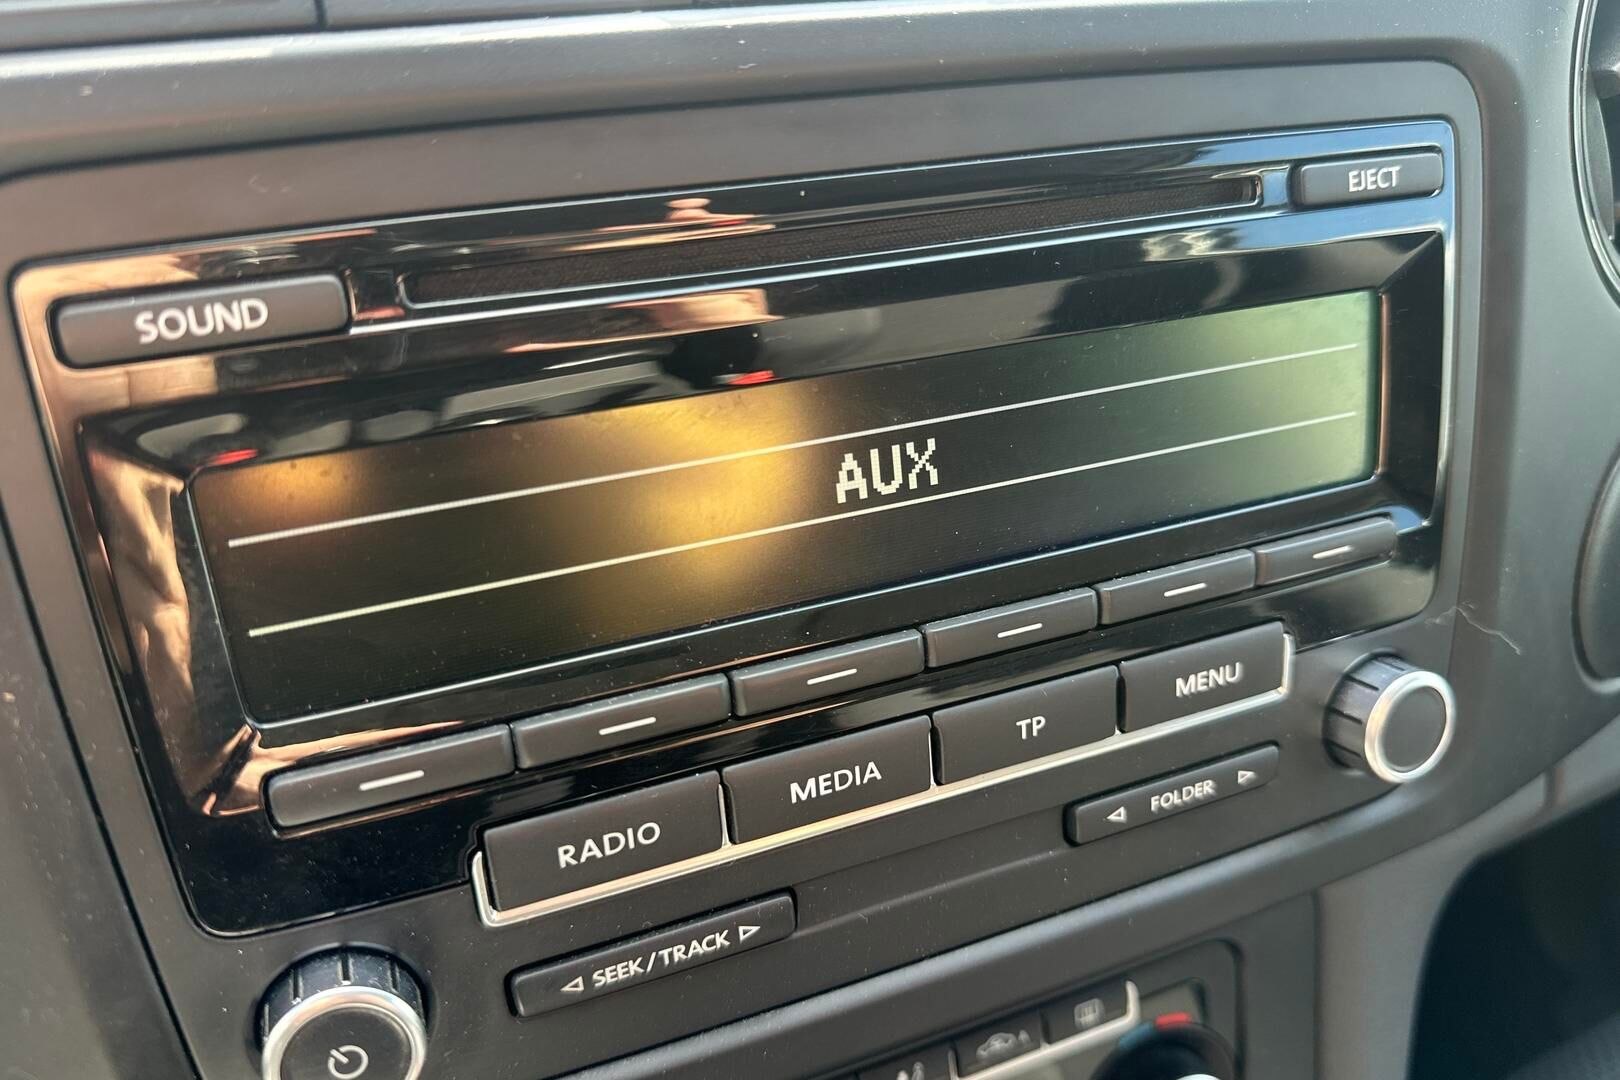 EJECT
SOUND
AUX
MENU
TP
MEDIA
RADIO
FOLDER
SEEK/TRACK